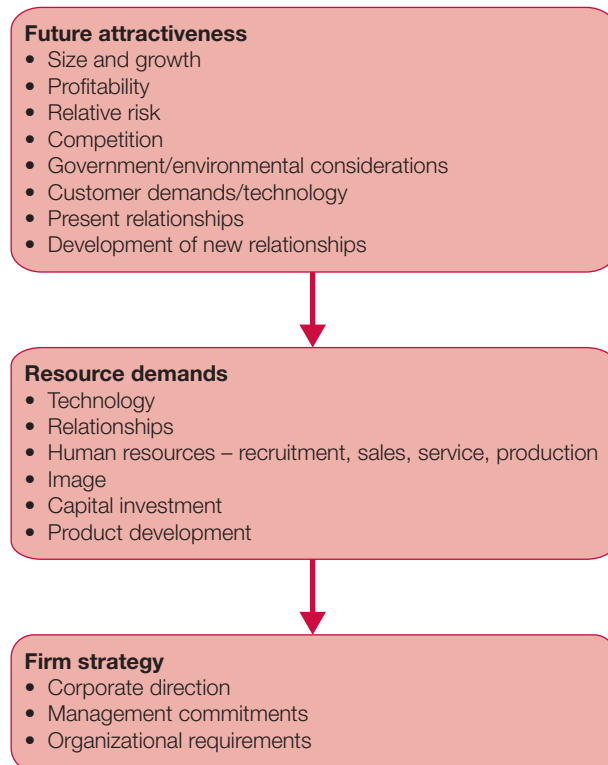 Future attractiveness
• Size and growth
• Profitability
• Relative risk
• Competition
• Government/environmental considerations
• Customer demands/technology
• Present relationships
• Development of new relationships
Resource demands
• Technology
• Relationships
• Human resources – recruitment, sales, service, production
• Image
• Capital investment
• Product development
Firm strategy
• Corporate direction
• Management commitments
• Organizational requirements